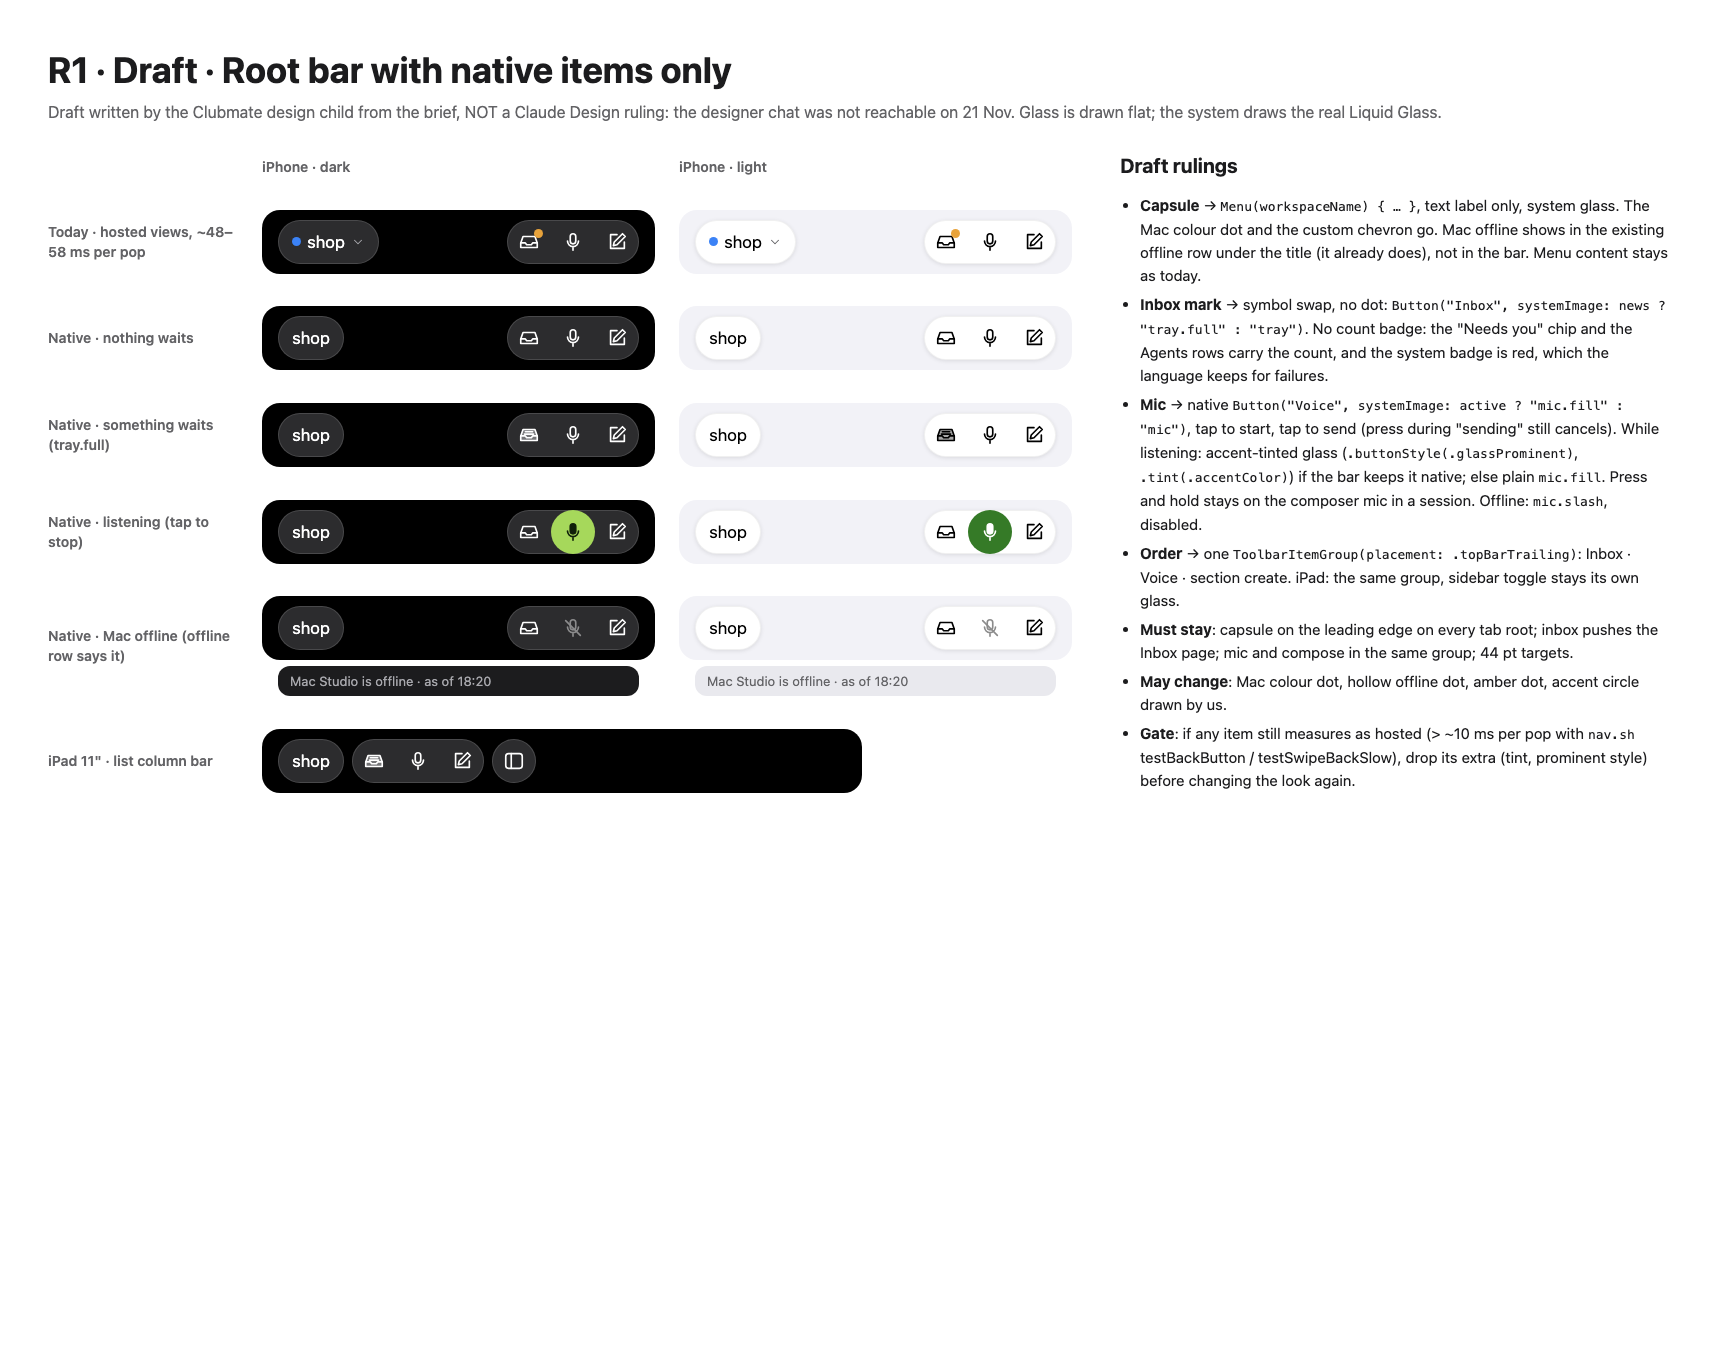 R1 · Draft · Root bar with native items only
Draft written by the Clubmate design child from the brief, NOT a Claude Design ruling: the designer chat was not reachable on 21 Nov. Glass is drawn flat; the system draws the real Liquid Glass.
iPhone · dark
iPhone · light
Today · hosted views, ~48–
58 ms per pop
shop
shop
Native · nothing waits
shop
shop
Native · something waits
(tray.full)
shop
shop
Native · listening (tap to
stop)
shop
shop
Native · Mac offline (offline
row says it)
shop
shop
Mac Studio is offline · as of 18:20
Mac Studio is offline · as of 18:20
iPad 11" · list column bar
shop
Draft rulings
• Capsule → Menu(workspaceName) { … }, text label only, system glass. The
Mac colour dot and the custom chevron go. Mac offline shows in the existing
offline row under the title (it already does), not in the bar. Menu content stays
as today.
• Inbox mark → symbol swap, no dot: Button("Inbox", systemImage: news ?
"tray.full" : "tray"). No count badge: the "Needs you" chip and the
Agents rows carry the count, and the system badge is red, which the
language keeps for failures.
• Mic → native Button("Voice", systemImage: active ? "mic.fill" :
"mic"), tap to start, tap to send (press during "sending" still cancels). While
listening: accent-tinted glass (.buttonStyle(.glassProminent),
.tint(.accentColor)) if the bar keeps it native; else plain mic.fill. Press
and hold stays on the composer mic in a session. Offline: mic.slash,
disabled.
• Order → one ToolbarItemGroup(placement: .topBarTrailing): Inbox ·
Voice · section create. iPad: the same group, sidebar toggle stays its own
glass.
• Must stay: capsule on the leading edge on every tab root; inbox pushes the
Inbox page; mic and compose in the same group; 44 pt targets.
• May change: Mac colour dot, hollow offline dot, amber dot, accent circle
drawn by us.
• Gate: if any item still measures as hosted (> ~10 ms per pop with nav.sh
testBackButton / testSwipeBackSlow), drop its extra (tint, prominent style)
before changing the look again.